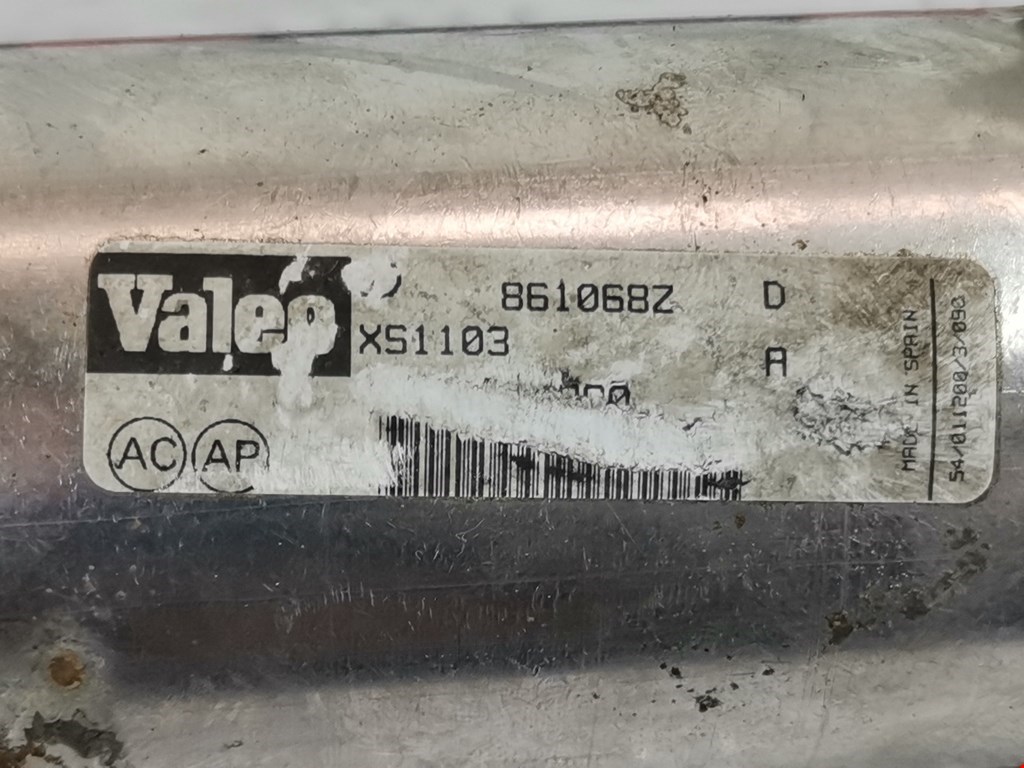 Valeo
861068Z D
XS1103 A
AC AP
MADE IN SPAIN
54/011200/3/090